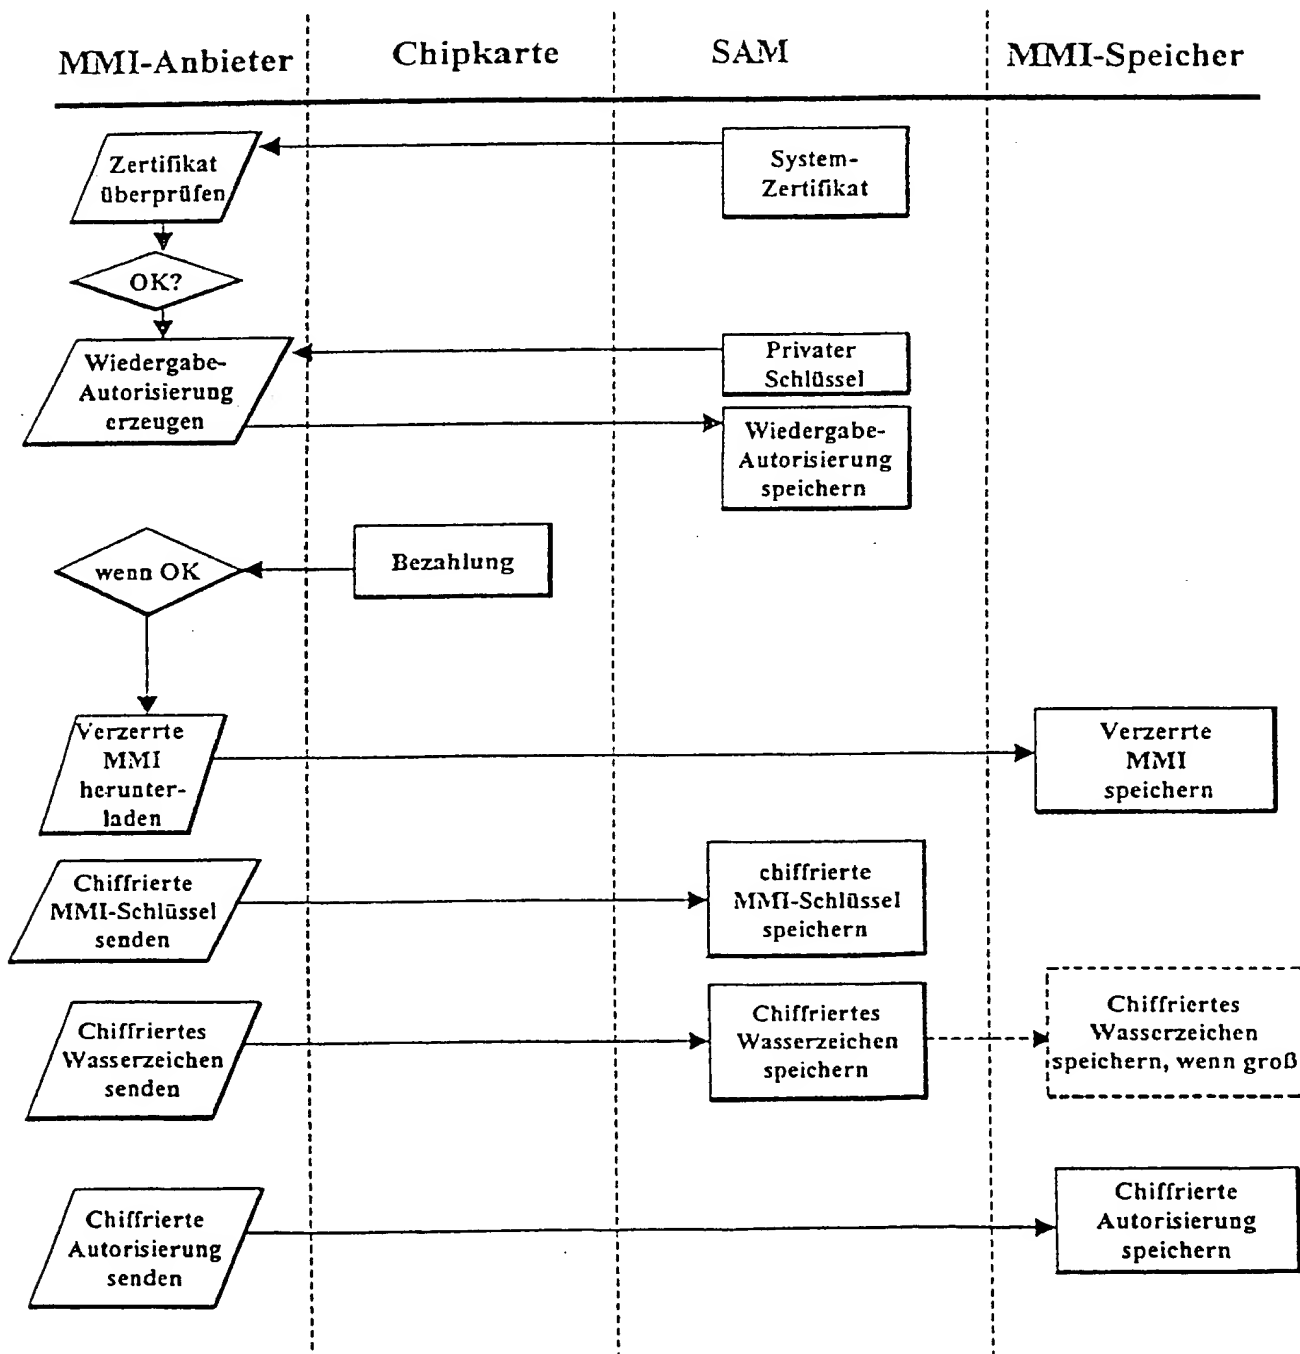 MMI-Anbieter
Chipkarte
SAM
MMI-Speicher
Zertifikat
überprüfen
System-
Zertifikat
OK?
Wiedergabe-
Autorisierung
erzeugen
Privater
Schlüssel
Wiedergabe-
Autorisierung
speichern
wenn OK
Bezahlung
Verzerrte
MMI
herunter-
laden
Verzerrte
MMI
speichern
Chiffrierte
MMI-Schlüssel
senden
chiffrierte
MMI-Schlüssel
speichern
Chiffriertes
Wasserzeichen
senden
Chiffriertes
Wasserzeichen
speichern
Chiffriertes
Wasserzeichen
speichern, wenn groß
Chiffrierte
Autorisierung
senden
Chiffrierte
Autorisierung
speichern